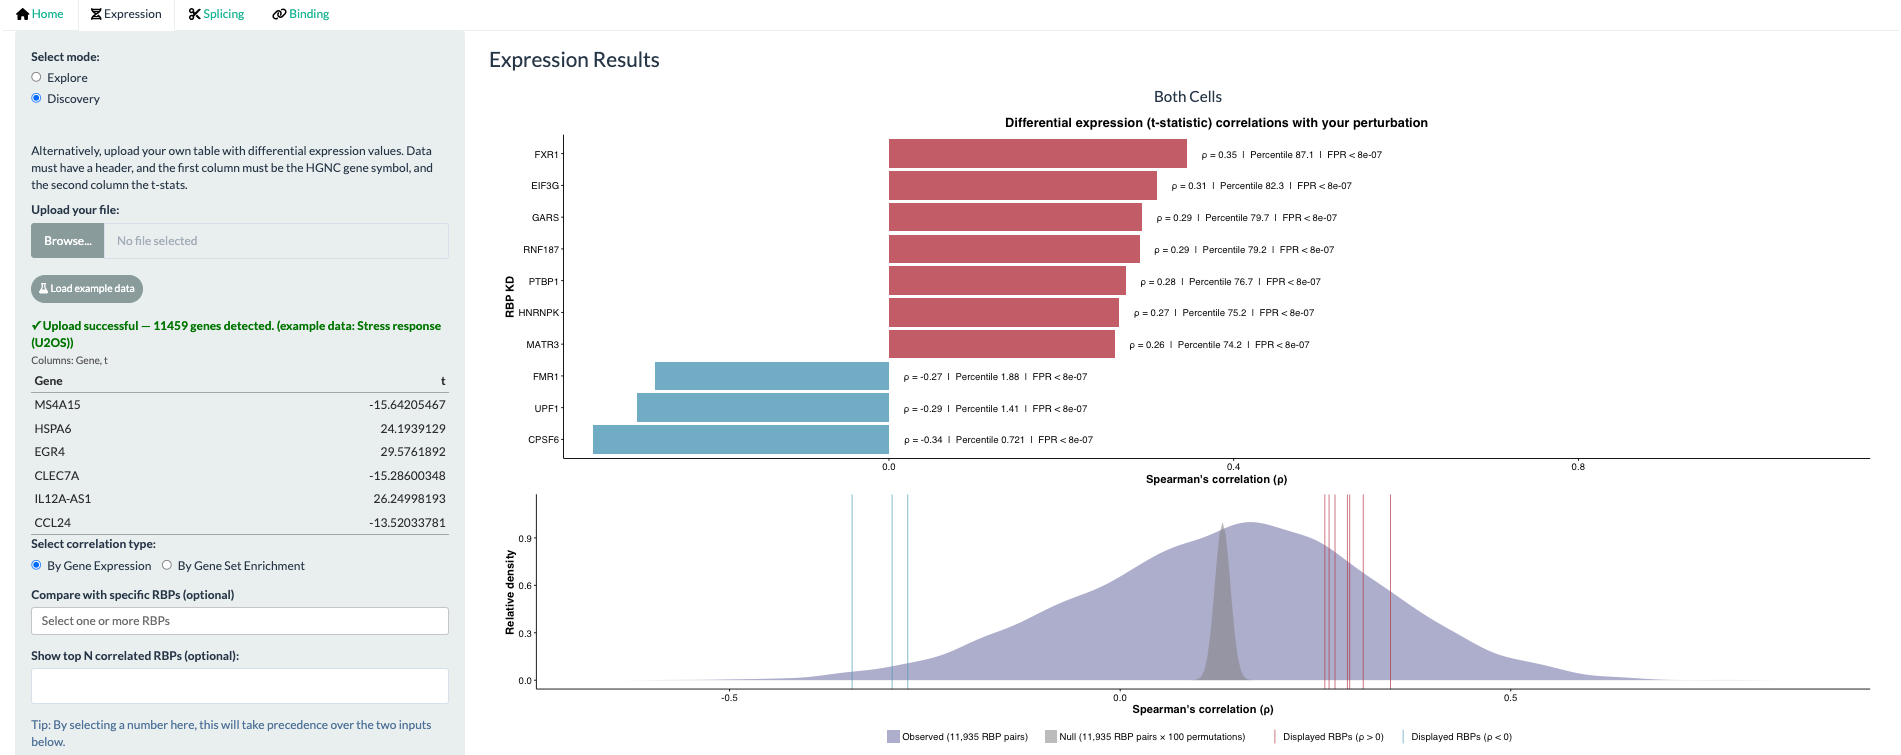 Home
Expression
Splicing
Binding
Select mode:
Explore
Discovery
Alternatively, upload your own table with differential expression values. Data
must have a header, and the first column must be the HGNC gene symbol, and
the second column the t-stats.
Upload your file:
Browse...
No file selected
Load example data
✓Upload successful — 11459 genes detected. (example data: Stress response
(U2OS))
Columns: Gene, t
Gene t
MS4A15 -15.64205467
HSPA6 24.1939129
EGR4 29.5761892
CLEC7A -15.28600348
IL12A-AS1 26.24998193
CCL24 -13.52033781
Select correlation type:
By Gene Expression By Gene Set Enrichment
Compare with specific RBPs (optional)
Select one or more RBPs
Show top N correlated RBPs (optional):
Tip: By selecting a number here, this will take precedence over the two inputs
below.
Expression Results
Both Cells
Differential expression (t-statistic) correlations with your perturbation
RBP KD
FXR1 ρ = 0.35 | Percentile 87.1 | FPR < 8e-07
EIF3G ρ = 0.31 | Percentile 82.3 | FPR < 8e-07
GARS ρ = 0.29 | Percentile 79.7 | FPR < 8e-07
RNF187 ρ = 0.29 | Percentile 79.2 | FPR < 8e-07
PTBP1 ρ = 0.28 | Percentile 76.7 | FPR < 8e-07
HNRNPK ρ = 0.27 | Percentile 75.2 | FPR < 8e-07
MATR3 ρ = 0.26 | Percentile 74.2 | FPR < 8e-07
FMR1 ρ = -0.27 | Percentile 1.88 | FPR < 8e-07
UPF1 ρ = -0.29 | Percentile 1.41 | FPR < 8e-07
CPSF6 ρ = -0.34 | Percentile 0.721 | FPR < 8e-07
0.0 0.4 0.8
Spearman's correlation (ρ)
Relative density
0.9
0.6
0.3
0.0
-0.5 0.0 0.5
Spearman's correlation (ρ)
Observed (11,935 RBP pairs) Null (11,935 RBP pairs × 100 permutations) Displayed RBPs (ρ > 0) Displayed RBPs (ρ < 0)